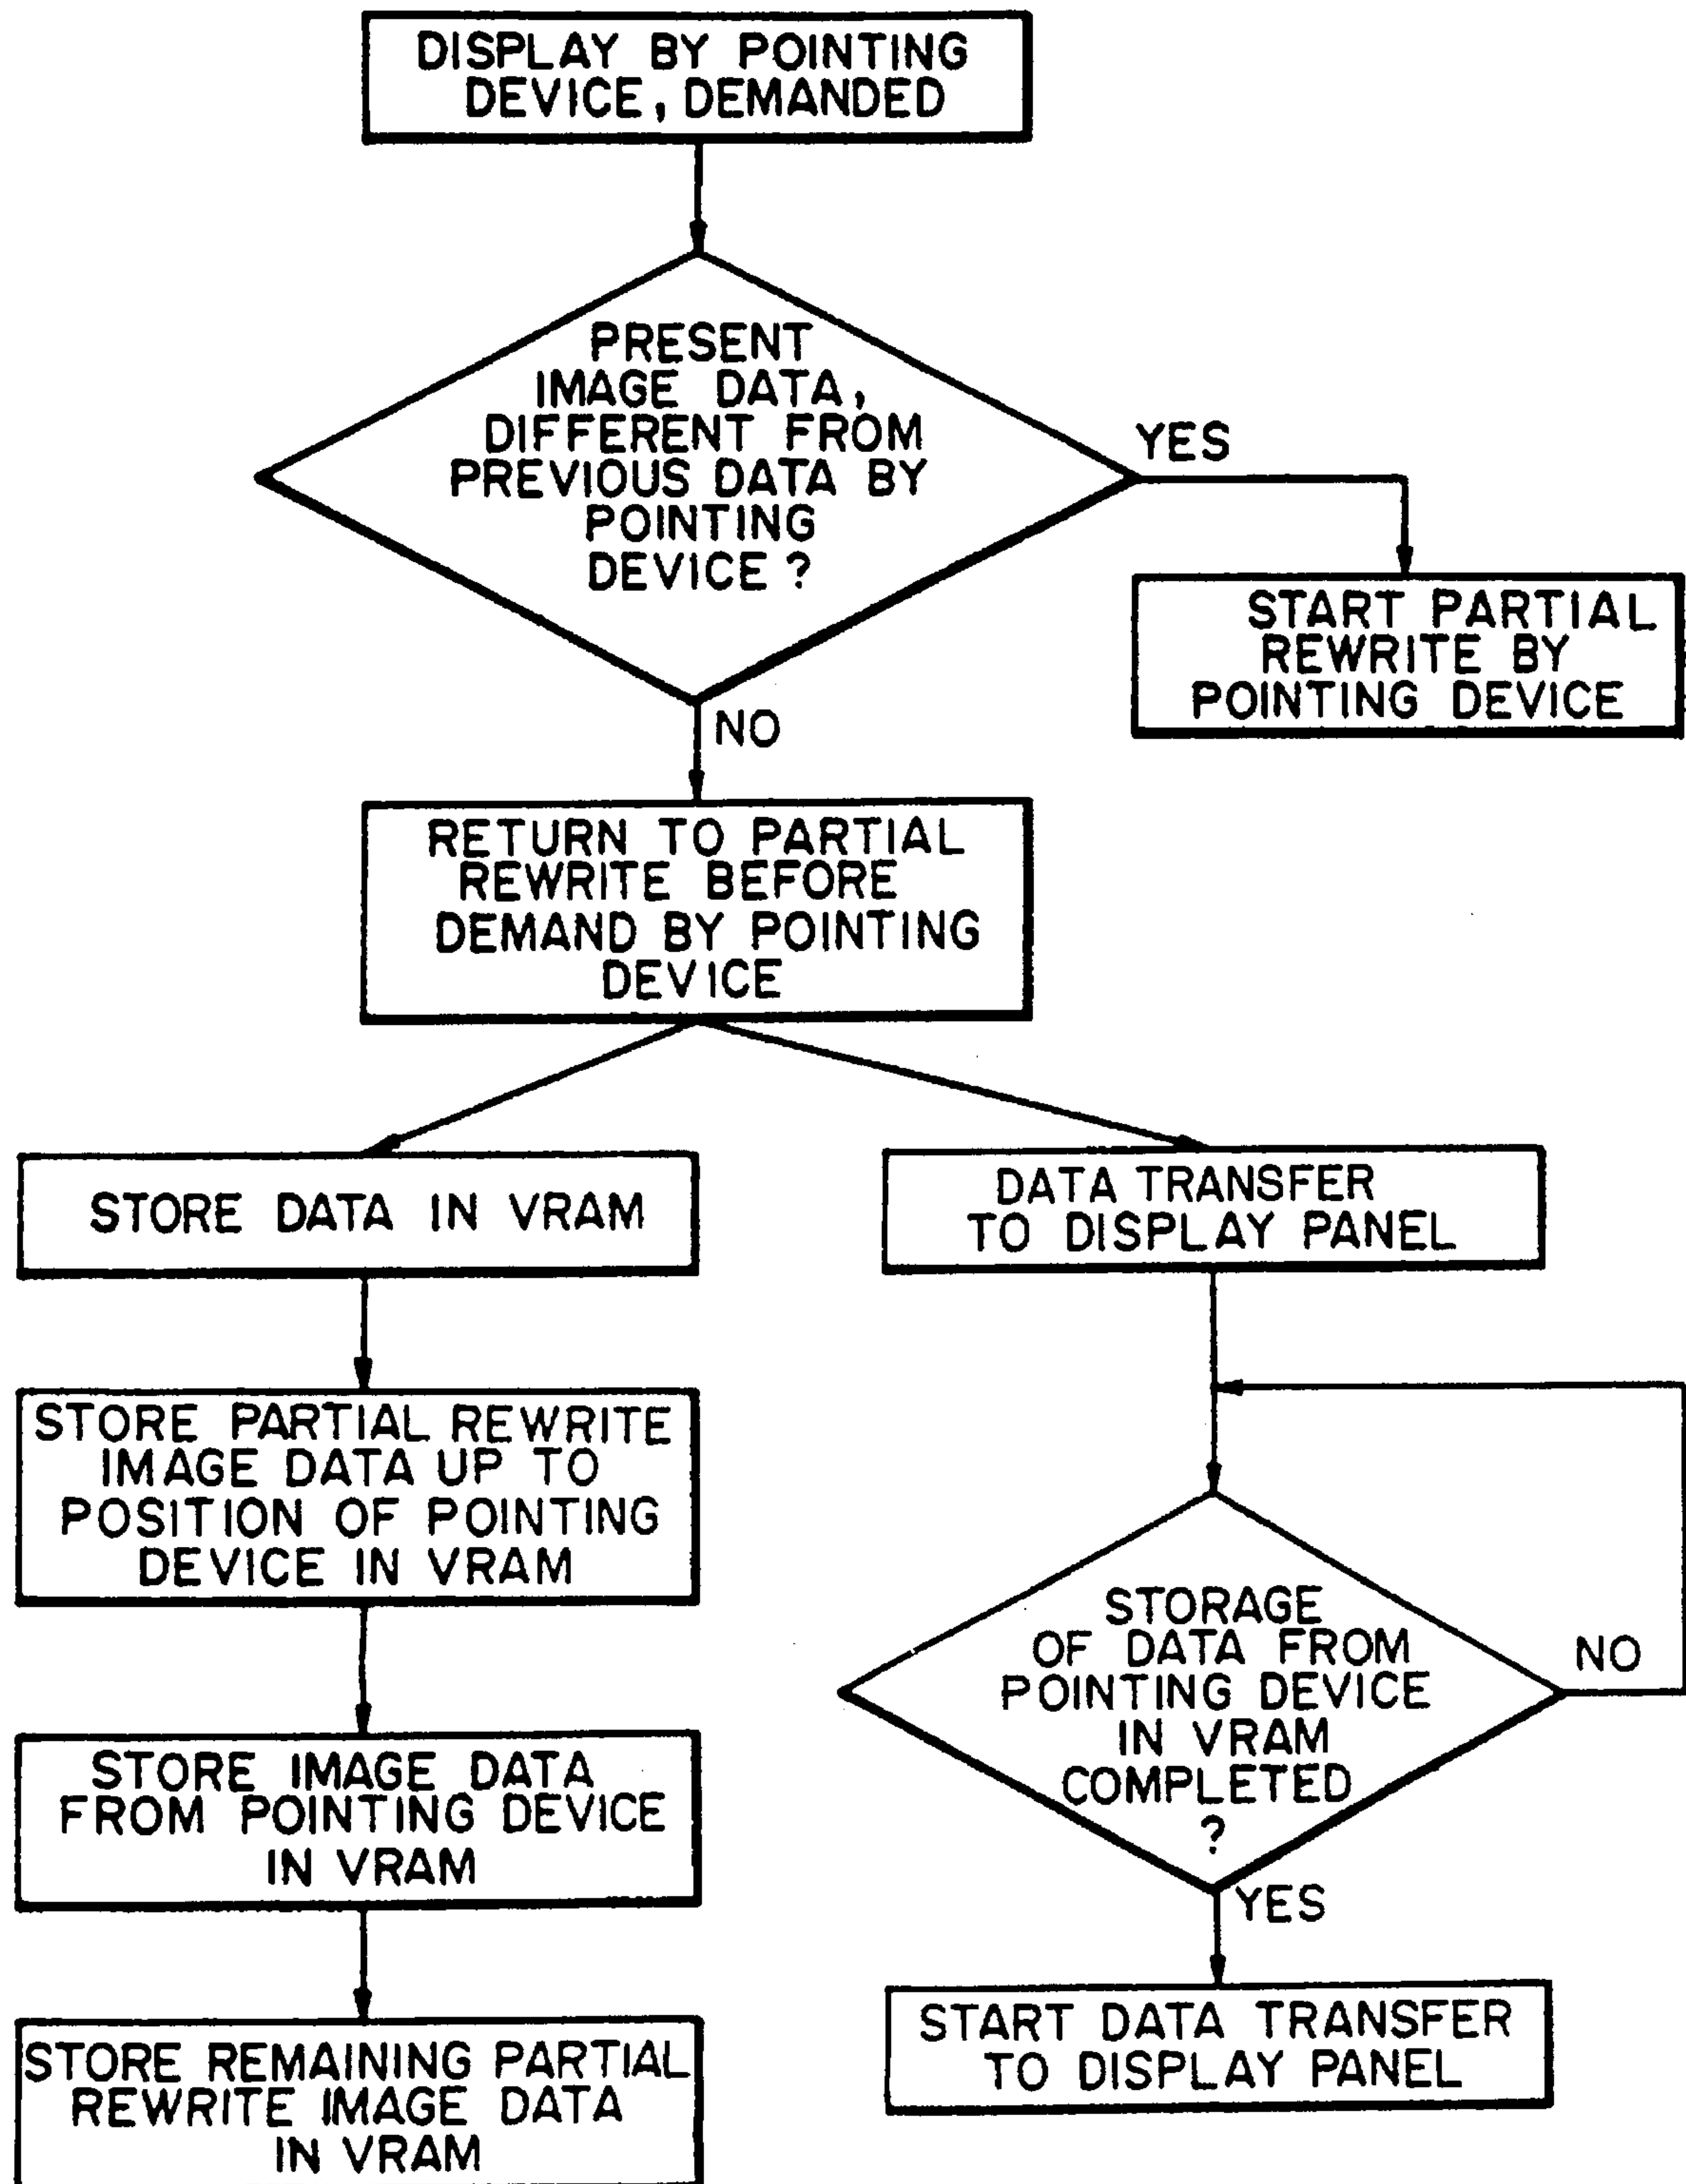 DISPLAY BY POINTING
DEVICE, DEMANDED
PRESENT
IMAGE DATA,
DIFFERENT FROM
PREVIOUS DATA BY
POINTING
DEVICE ?
YES
START PARTIAL
REWRITE BY
POINTING DEVICE
NO
RETURN TO PARTIAL
REWRITE BEFORE
DEMAND BY POINTING
DEVICE
STORE DATA IN VRAM
DATA TRANSFER
TO DISPLAY PANEL
STORE PARTIAL REWRITE
IMAGE DATA UP TO
POSITION OF POINTING
DEVICE IN VRAM
STORAGE
OF DATA FROM
POINTING DEVICE
IN VRAM
COMPLETED
?
NO
STORE IMAGE DATA
FROM POINTING DEVICE
IN VRAM
YES
START DATA TRANSFER
TO DISPLAY PANEL
STORE REMAINING PARTIAL
REWRITE IMAGE DATA
IN VRAM